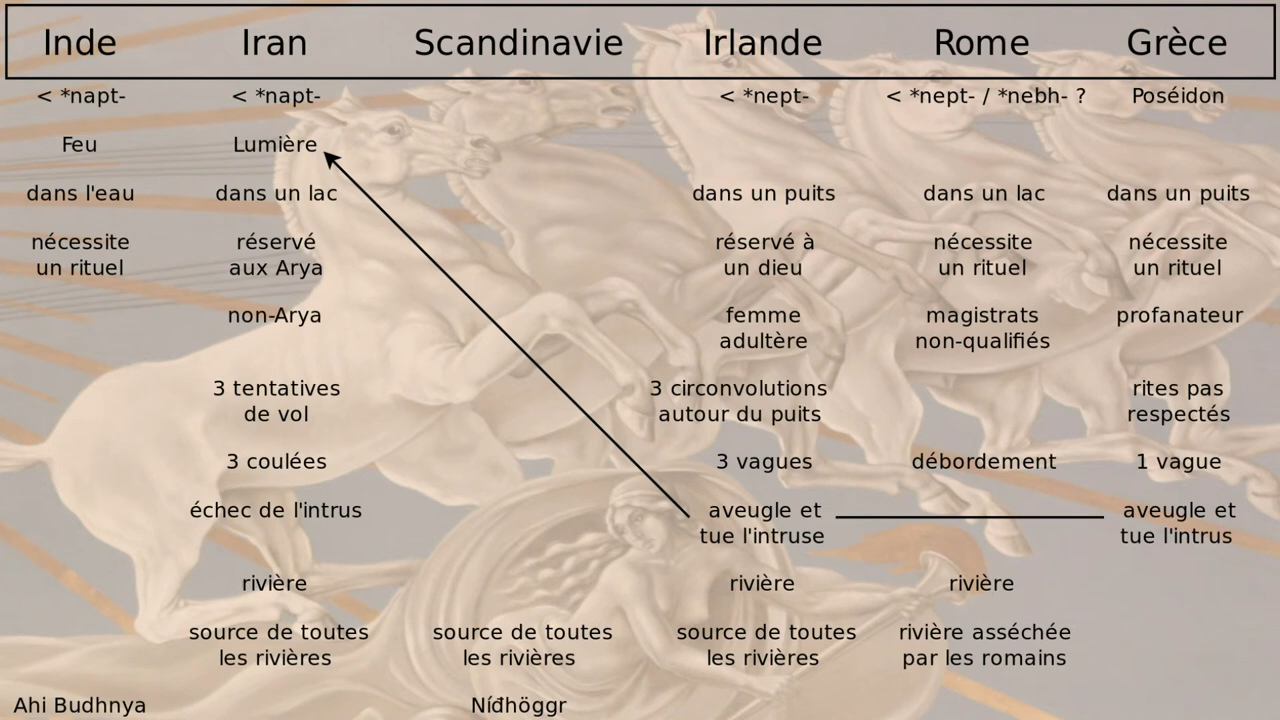 Inde Iran Scandinavie Irlande Rome Grèce
< *napt- < *napt- < *nept- < *nept- / *nebh- ? Poséidon
Feu Lumière
dans l'eau dans un lac dans un puits dans un lac dans un puits
nécessite réservé réservé à nécessite nécessite
un rituel aux Arya un dieu un rituel un rituel
non-Arya femme magistrats profanateur
adultère non-qualifiés
3 tentatives 3 circonvolutions rites pas
de vol autour du puits respectés
3 coulées 3 vagues débordement 1 vague
échec de l'intrus aveugle et aveugle et
tue l'intruse tue l'intrus
rivière rivière rivière
source de toutes source de toutes source de toutes rivière asséchée
les rivières les rivières les rivières par les romains
Ahi Budhnya Níđhöggr